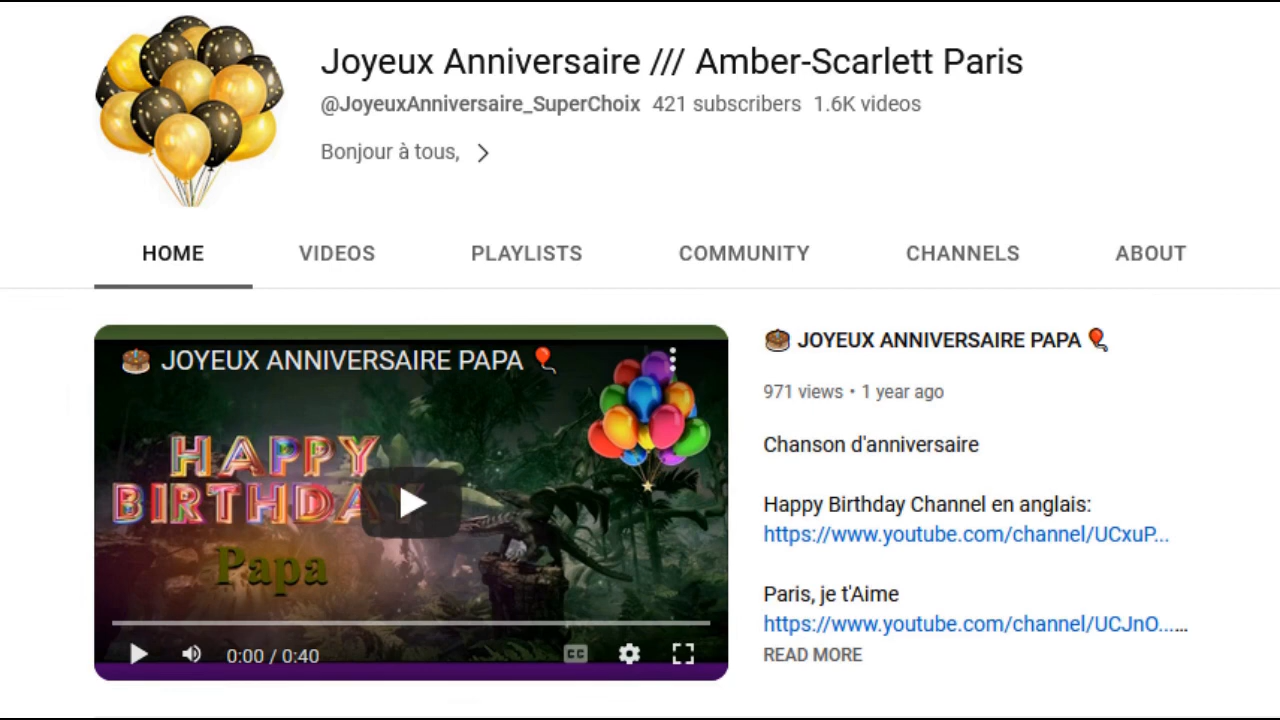 Joyeux Anniversaire /// Amber-Scarlett Paris
@JoyeuxAnniversaire_SuperChoix 421 subscribers 1.6K videos
Bonjour à tous,
HOME VIDEOS PLAYLISTS COMMUNITY CHANNELS ABOUT
JOYEUX ANNIVERSAIRE PAPA
HAPPY
BIRTHDAY
Papa
0:00 / 0:40
CC
JOYEUX ANNIVERSAIRE PAPA
971 views • 1 year ago
Chanson d'anniversaire
Happy Birthday Channel en anglais:
https://www.youtube.com/channel/UCxuP...
Paris, je t'Aime
https://www.youtube.com/channel/UCJnO......
READ MORE